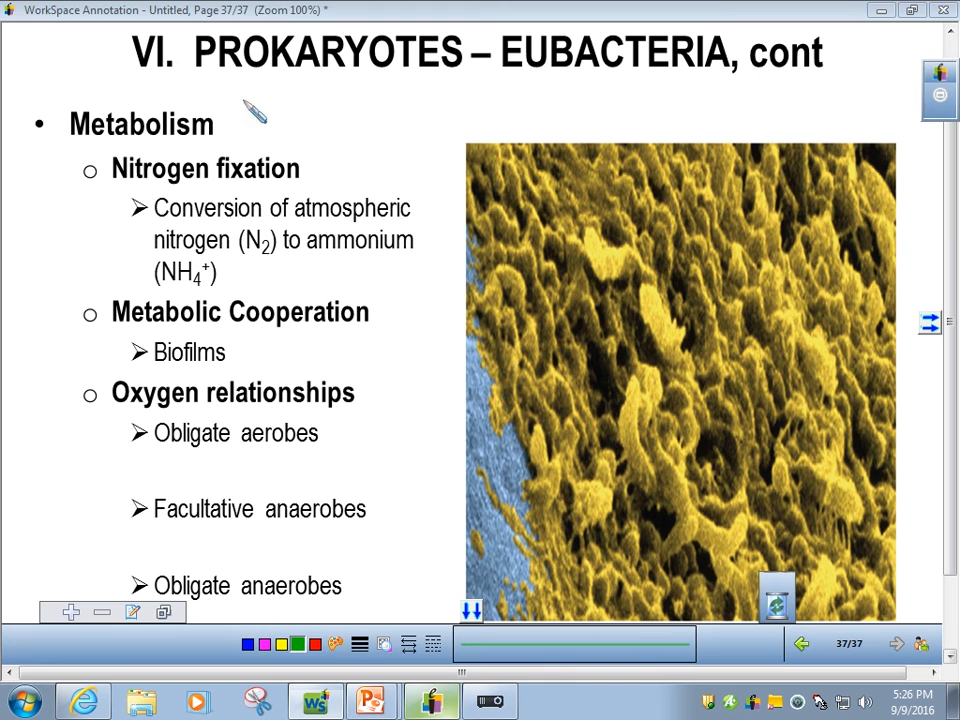 WorkSpace Annotation - Untitled, Page 37/37 (Zoom 100%) *
VI. PROKARYOTES – EUBACTERIA, cont
• Metabolism
o Nitrogen fixation
➢ Conversion of atmospheric
nitrogen (N₂) to ammonium
(NH₄⁺)
o Metabolic Cooperation
➢ Biofilms
o Oxygen relationships
➢ Obligate aerobes
➢ Facultative anaerobes
➢ Obligate anaerobes
37/37
5:26 PM
9/9/2016